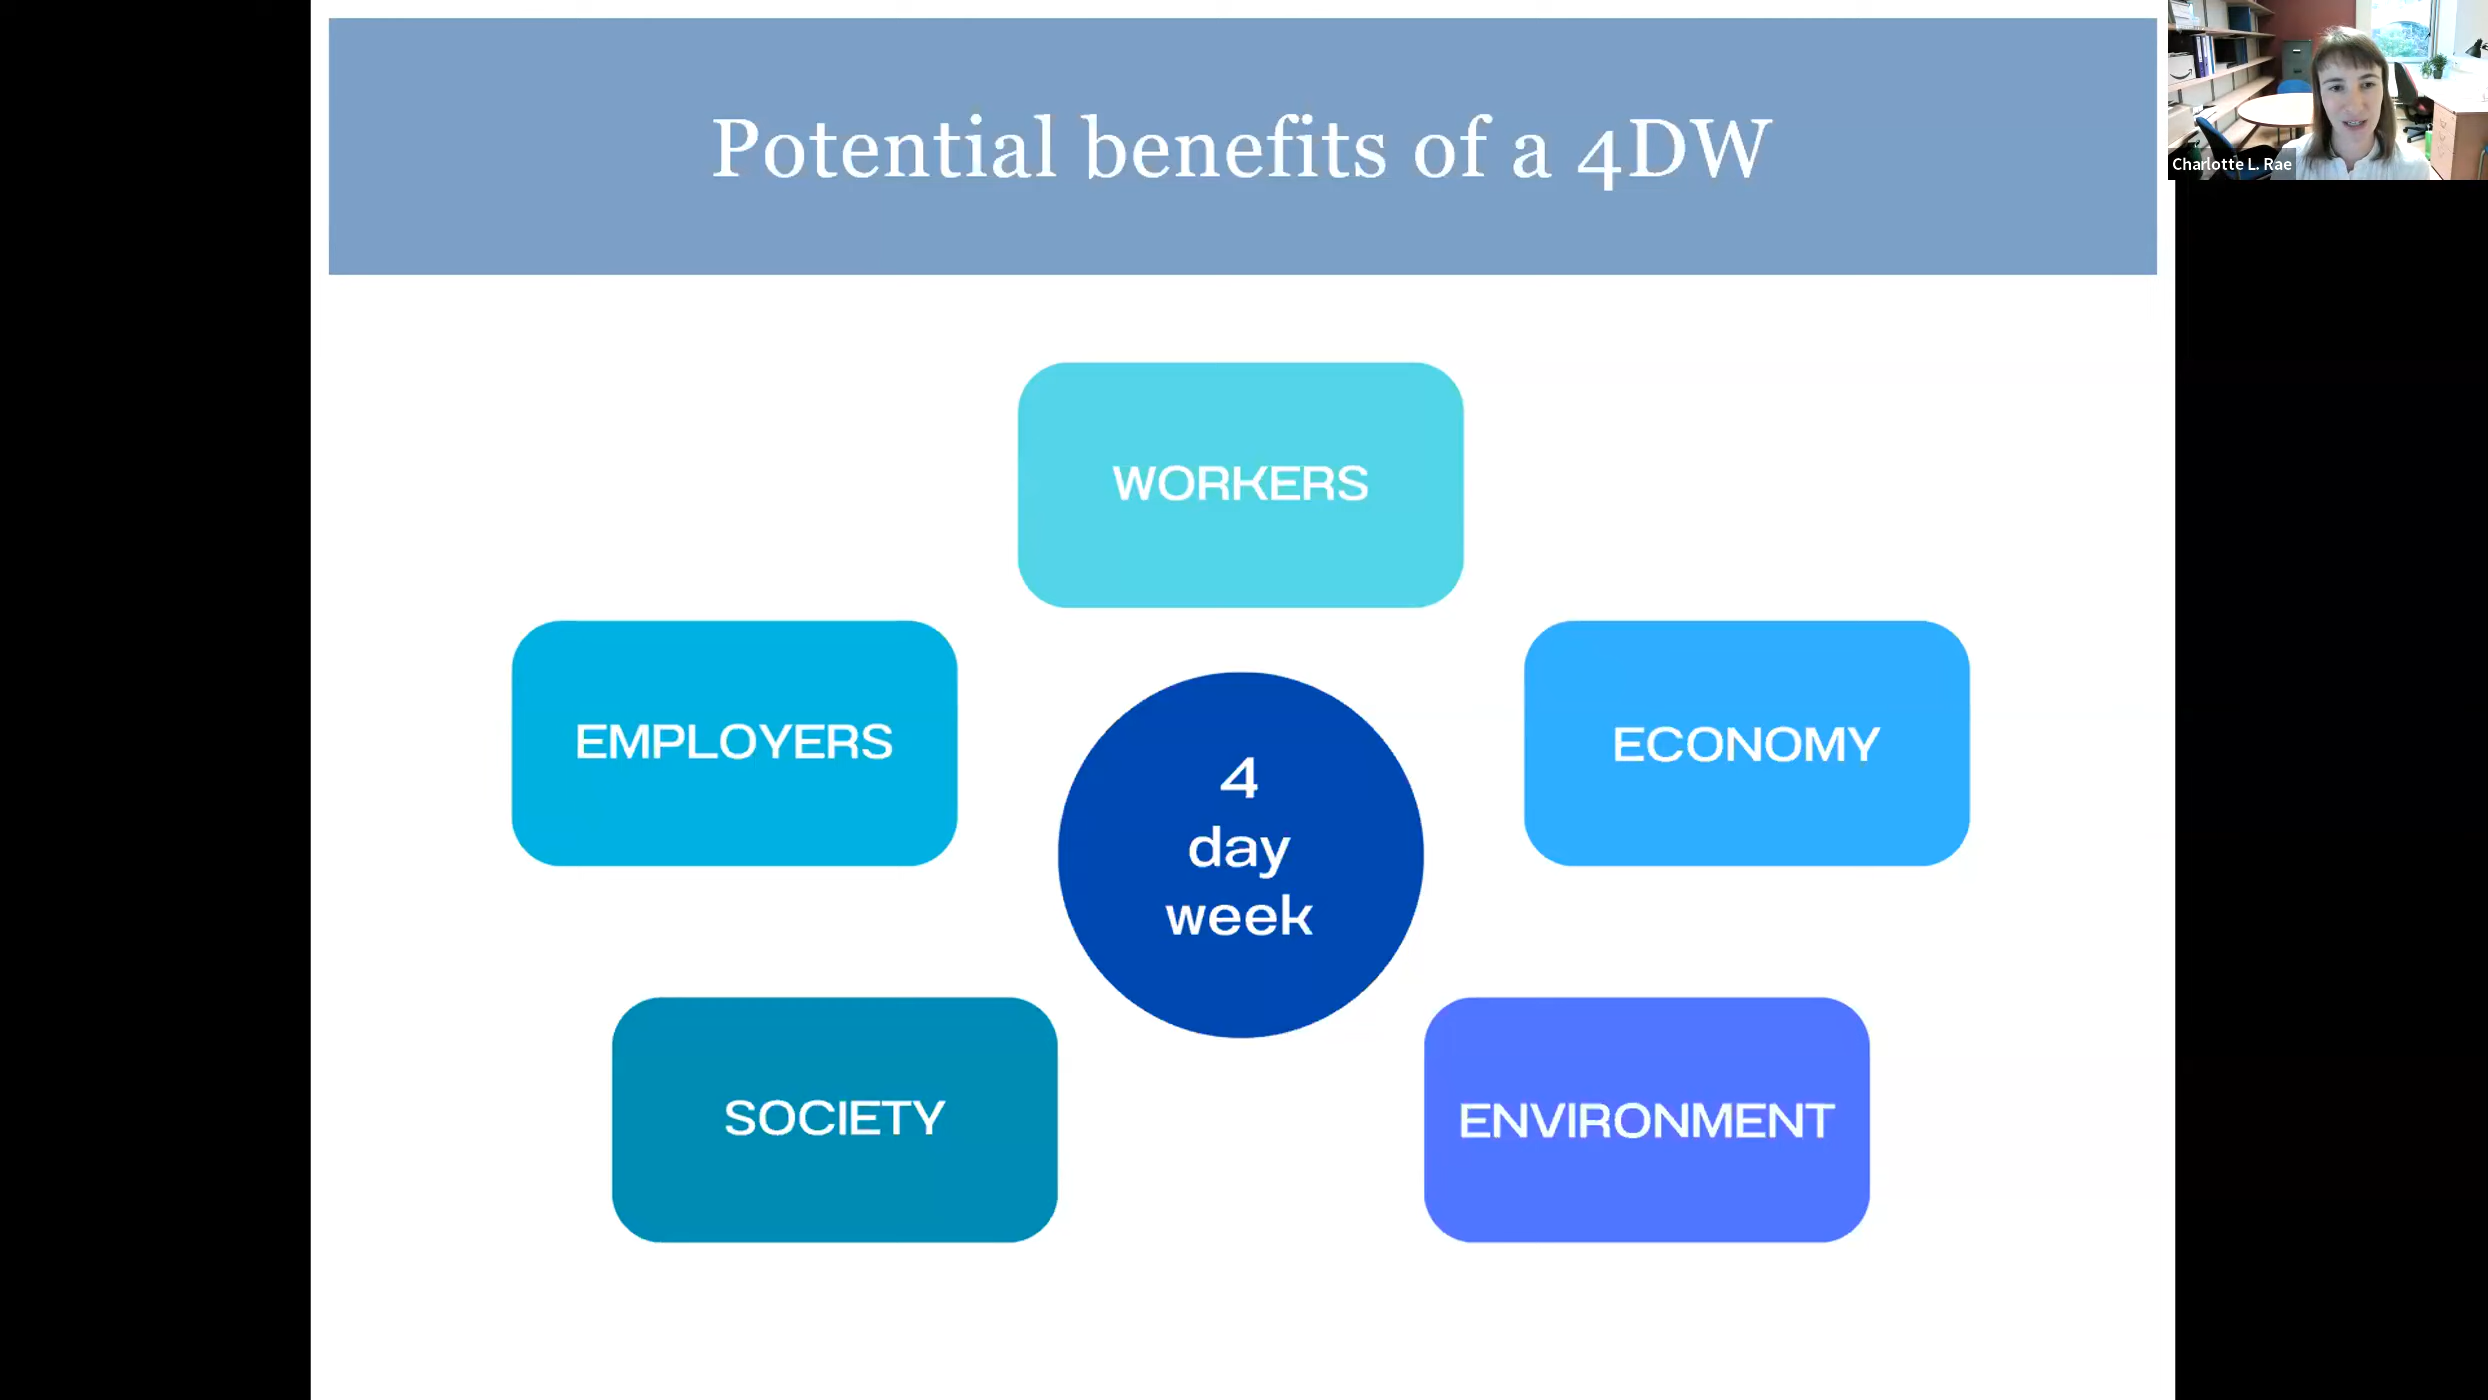 Potential benefits of a 4DW
Charlotte L. Rae
WORKERS
EMPLOYERS
ECONOMY
4
day
week
SOCIETY
ENVIRONMENT